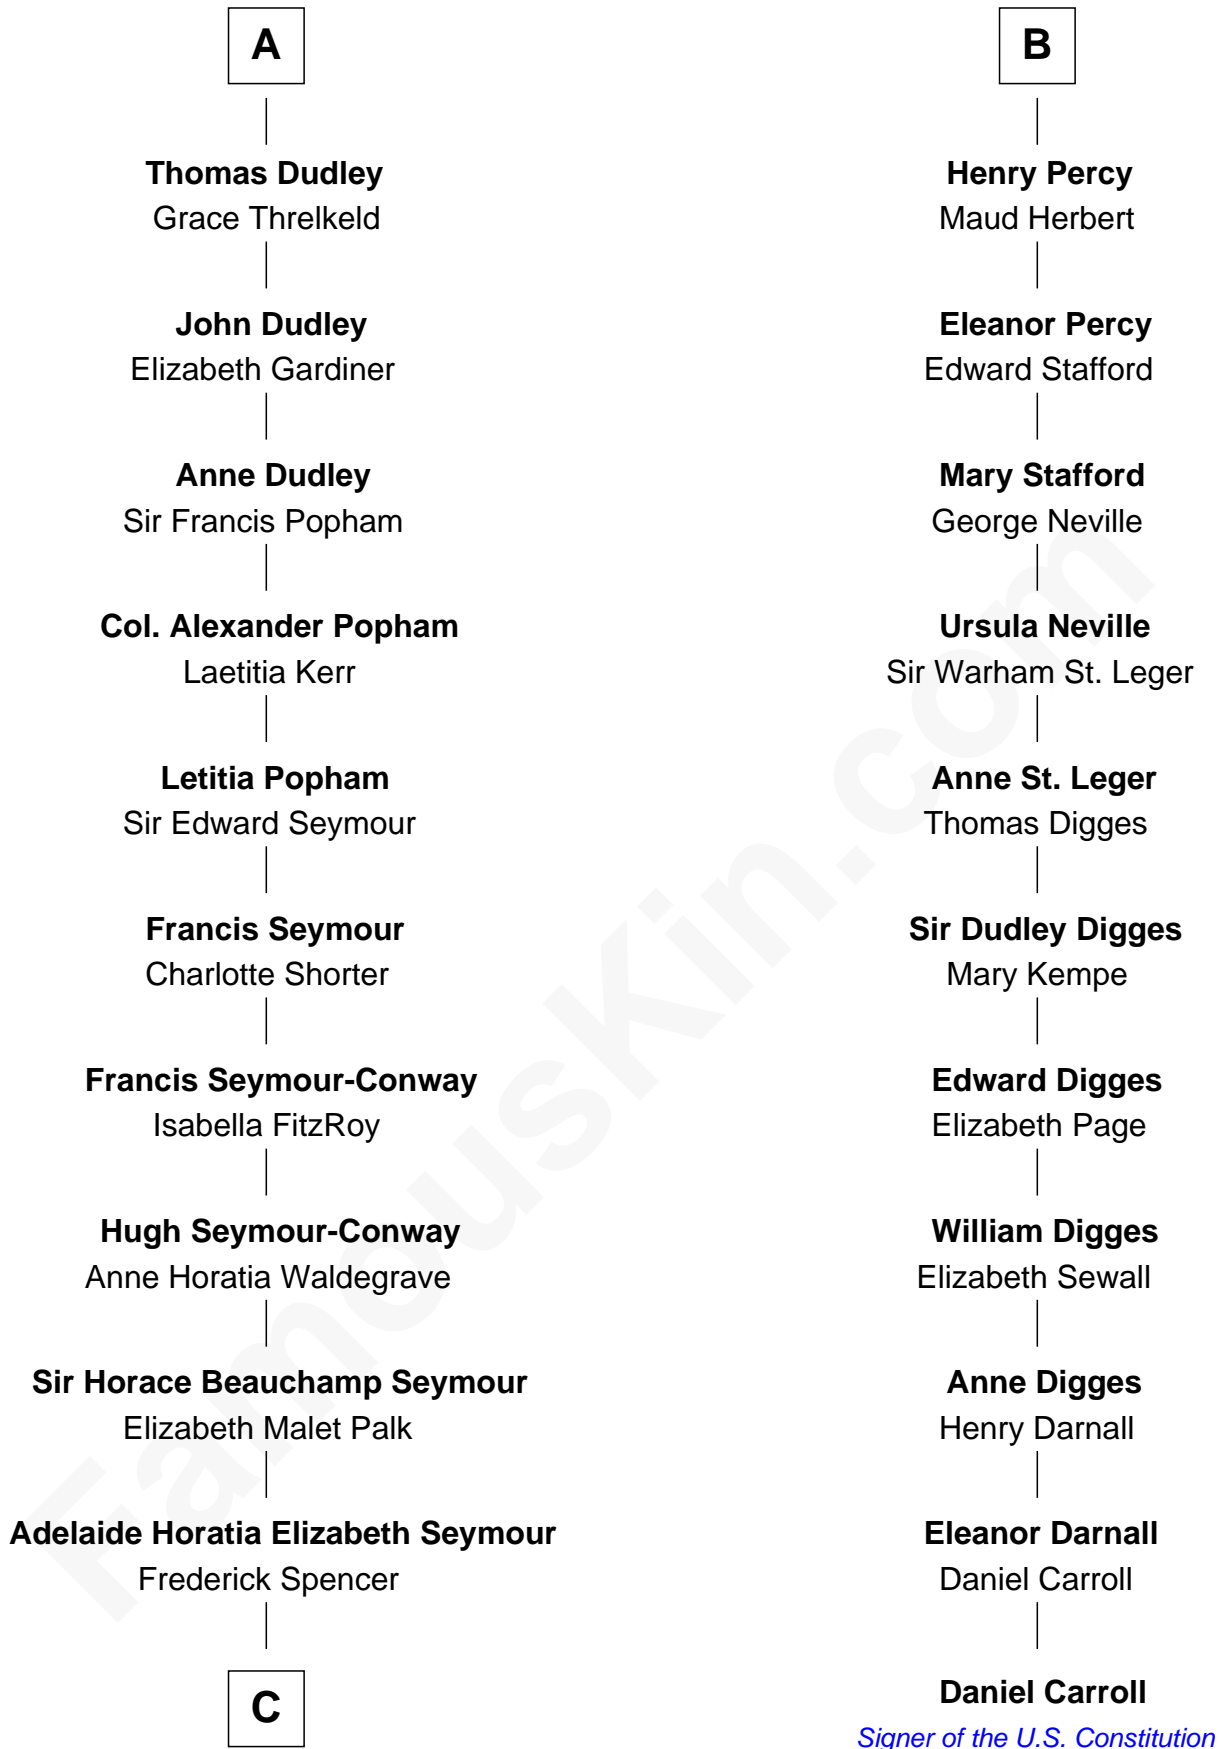 A
Thomas Dudley
Grace Threlkeld
John Dudley
Elizabeth Gardiner
Anne Dudley
Sir Francis Popham
Col. Alexander Popham
Laetitia Kerr
Letitia Popham
Sir Edward Seymour
Francis Seymour
Charlotte Shorter
Francis Seymour-Conway
Isabella FitzRoy
Hugh Seymour-Conway
Anne Horatia Waldegrave
Sir Horace Beauchamp Seymour
Elizabeth Malet Palk
Adelaide Horatia Elizabeth Seymour
Frederick Spencer
C
B
Henry Percy
Maud Herbert
Eleanor Percy
Edward Stafford
Mary Stafford
George Neville
Ursula Neville
Sir Warham St. Leger
Anne St. Leger
Thomas Digges
Sir Dudley Digges
Mary Kempe
Edward Digges
Elizabeth Page
William Digges
Elizabeth Sewall
Anne Digges
Henry Darnall
Eleanor Darnall
Daniel Carroll
Daniel Carroll
Signer of the U.S. Constitution
FamousKin.com